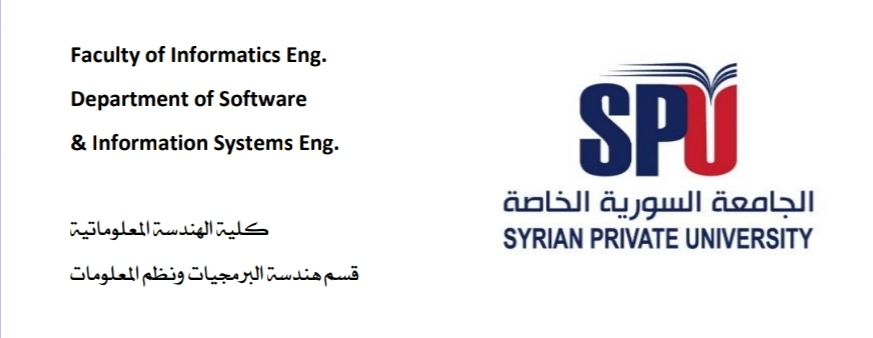 Faculty of Informatics Eng.
Department of Software
& Information Systems Eng.
كلية الهندسة المعلوماتية
قسم هندسة البرمجيات ونظم المعلومات
SPU
الجامعة السورية الخاصة
SYRIAN PRIVATE UNIVERSITY